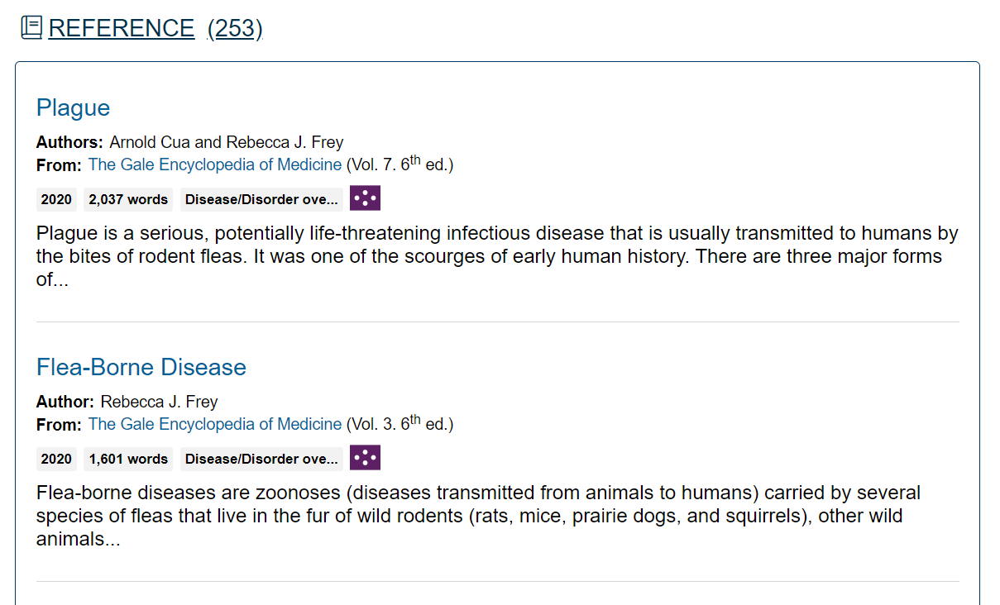 REFERENCE (253)
Plague
Authors: Arnold Cua and Rebecca J. Frey
From: The Gale Encyclopedia of Medicine (Vol. 7. 6th ed.)
2020 2,037 words Disease/Disorder ove...
Plague is a serious, potentially life-threatening infectious disease that is usually transmitted to humans by
the bites of rodent fleas. It was one of the scourges of early human history. There are three major forms
of...
Flea-Borne Disease
Author: Rebecca J. Frey
From: The Gale Encyclopedia of Medicine (Vol. 3. 6th ed.)
2020 1,601 words Disease/Disorder ove...
Flea-borne diseases are zoonoses (diseases transmitted from animals to humans) carried by several
species of fleas that live in the fur of wild rodents (rats, mice, prairie dogs, and squirrels), other wild
animals...